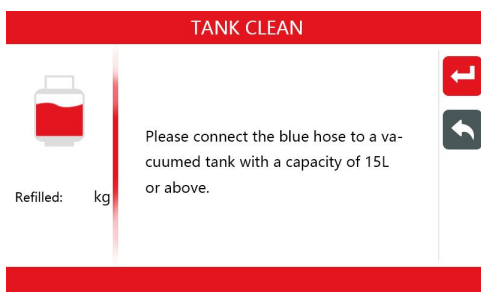 TANK CLEAN
Please connect the blue hose to a va-
cuumed tank with a capacity of 15L
or above.
Refilled: kg